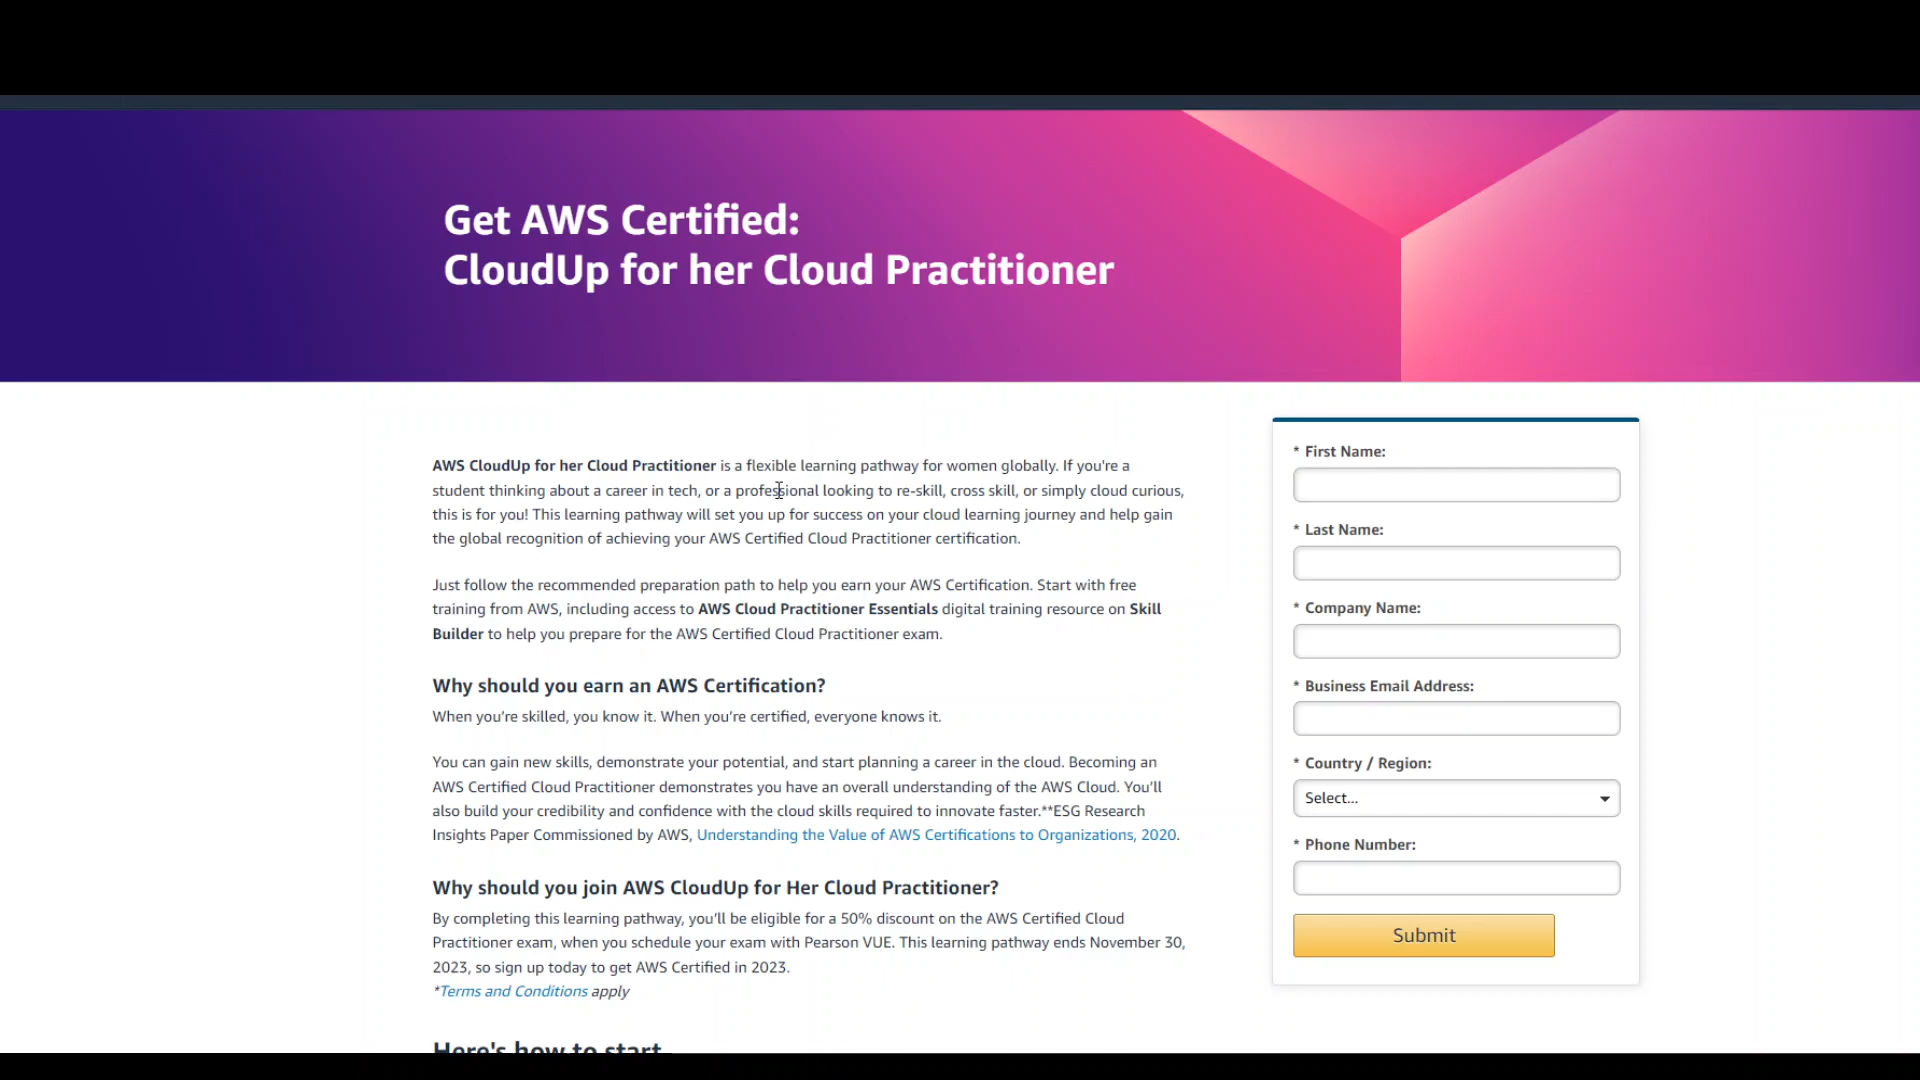 Get AWS Certified:
CloudUp for her Cloud Practitioner
AWS CloudUp for her Cloud Practitioner is a flexible learning pathway for women globally. If you're a
student thinking about a career in tech, or a professional looking to re-skill, cross skill, or simply cloud curious,
this is for you! This learning pathway will set you up for success on your cloud learning journey and help gain
the global recognition of achieving your AWS Certified Cloud Practitioner certification.
Just follow the recommended preparation path to help you earn your AWS Certification. Start with free
training from AWS, including access to AWS Cloud Practitioner Essentials digital training resource on Skill
Builder to help you prepare for the AWS Certified Cloud Practitioner exam.
Why should you earn an AWS Certification?
When you’re skilled, you know it. When you’re certified, everyone knows it.
You can gain new skills, demonstrate your potential, and start planning a career in the cloud. Becoming an
AWS Certified Cloud Practitioner demonstrates you have an overall understanding of the AWS Cloud. You’ll
also build your credibility and confidence with the cloud skills required to innovate faster.**ESG Research
Insights Paper Commissioned by AWS, Understanding the Value of AWS Certifications to Organizations, 2020.
Why should you join AWS CloudUp for Her Cloud Practitioner?
By completing this learning pathway, you’ll be eligible for a 50% discount on the AWS Certified Cloud
Practitioner exam, when you schedule your exam with Pearson VUE. This learning pathway ends November 30,
2023, so sign up today to get AWS Certified in 2023.
*Terms and Conditions apply
Here's how to start
* First Name:
* Last Name:
* Company Name:
* Business Email Address:
* Country / Region:
Select...
* Phone Number:
Submit